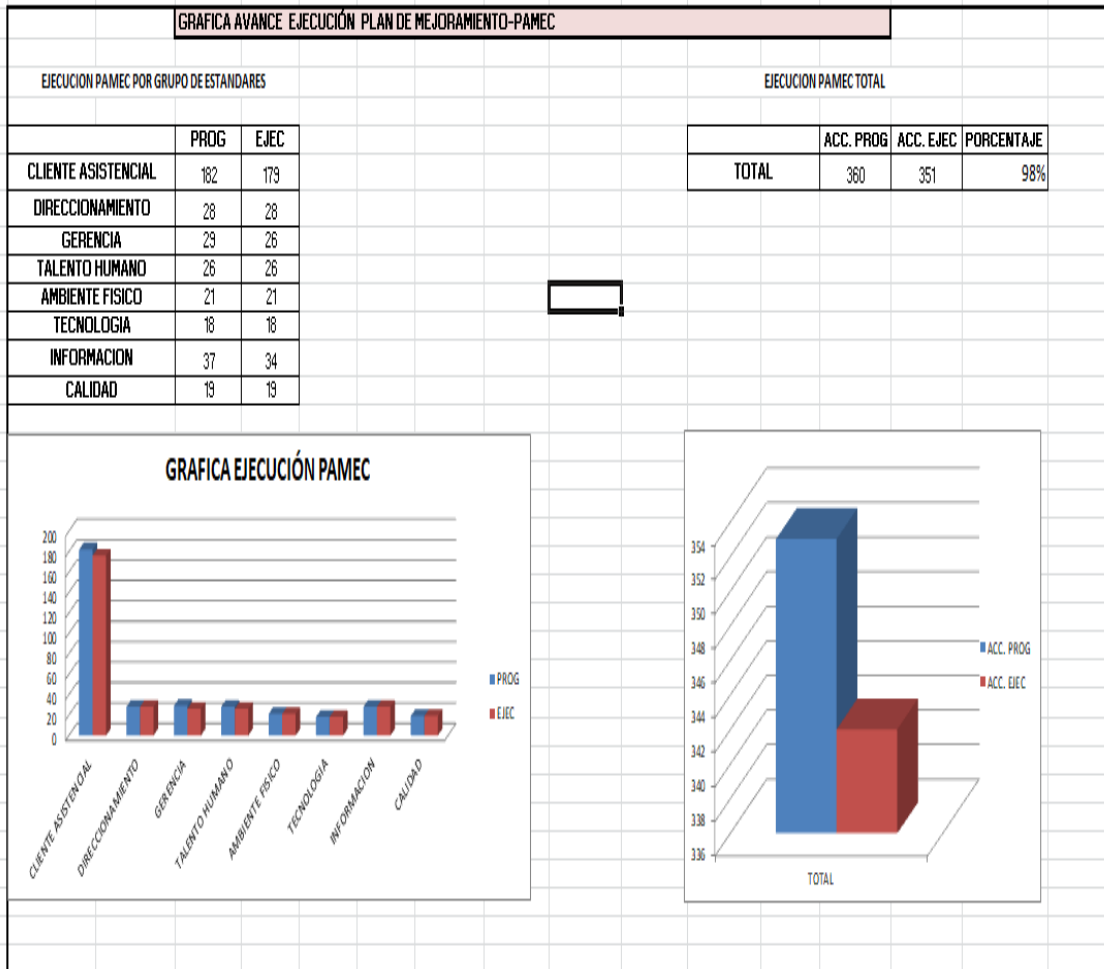 GRAFICA AVANCE EJECUCIÓN PLAN DE MEJORAMIENTO-PAMEC
EJECUCION PAMEC POR GRUPO DE ESTANDARES
PROG EJEC
CLIENTE ASISTENCIAL 182 179
DIRECCIONAMIENTO 28 28
GERENCIA 29 26
TALENTO HUMANO 26 26
AMBIENTE FISICO 21 21
TECNOLOGIA 18 18
INFORMACION 37 34
CALIDAD 19 19
EJECUCION PAMEC TOTAL
ACC. PROG ACC. EJEC PORCENTAJE
TOTAL 360 351 98%
GRAFICA EJECUCIÓN PAMEC
200
180
160
140
120
100
80
60
40
20
0
CLIENTE ASISTENCIAL
DIRECCIONAMIENTO
GERENCIA
TALENTO HUMANO
AMBIENTE FISICO
TECNOLOGIA
INFORMACION
CALIDAD
PROG
EJEC
354
352
350
348
346
344
342
340
338
336
TOTAL
ACC. PROG
ACC. EJEC